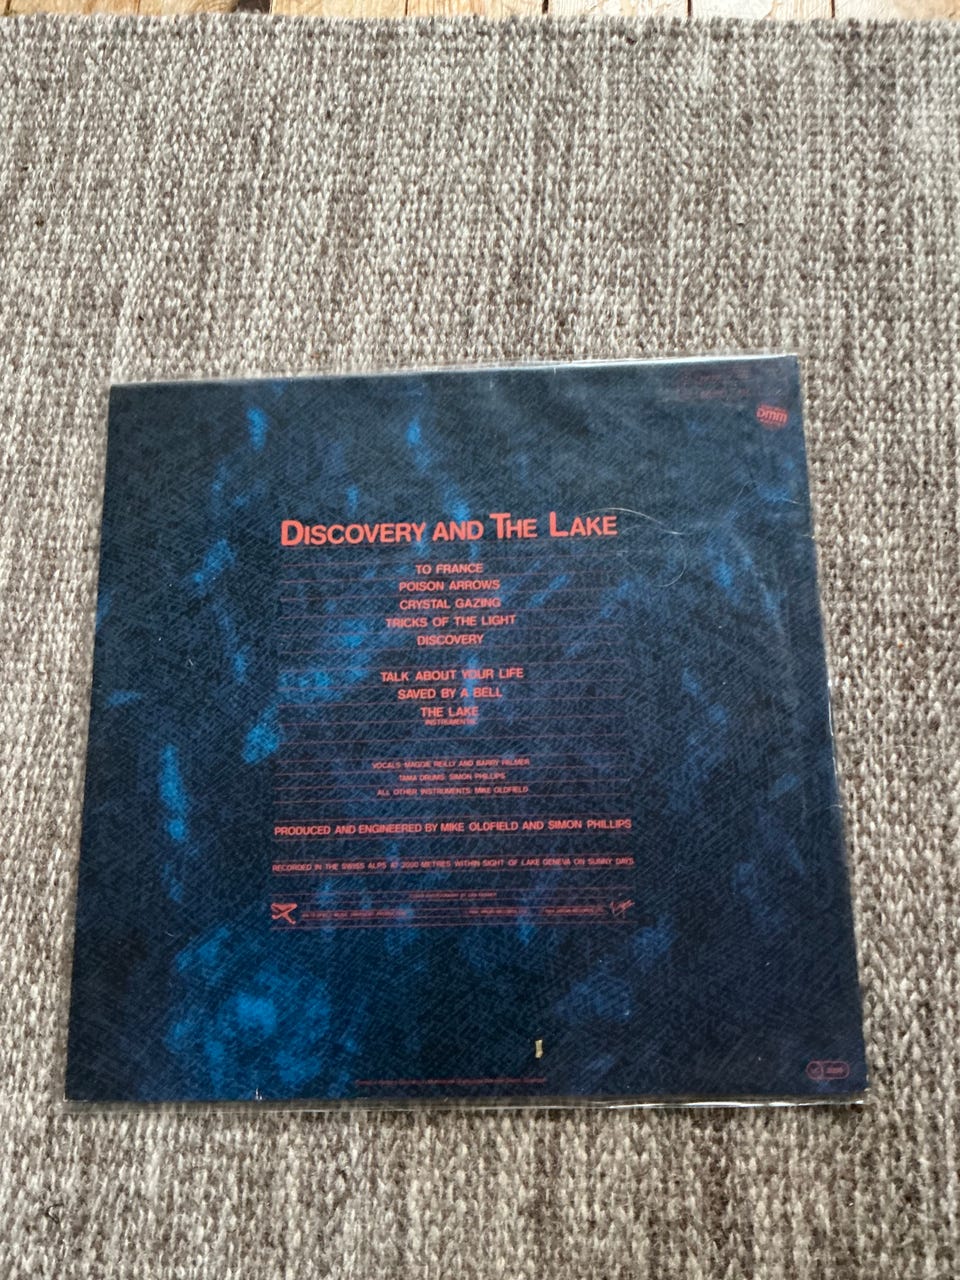 DMM
DISCOVERY AND THE LAKE
TO FRANCE
POISON ARROWS
CRYSTAL GAZING
TRICKS OF THE LIGHT
DISCOVERY
TALK ABOUT YOUR LIFE
SAVED BY A BELL
THE LAKE
INSTRUMENTAL
VOCALS: MAGGIE REILLY AND BARRY PALMER
TAMA DRUMS: SIMON PHILLIPS
ALL OTHER INSTRUMENTS: MIKE OLDFIELD
PRODUCED AND ENGINEERED BY MIKE OLDFIELD AND SIMON PHILLIPS
RECORDED IN THE SWISS ALPS AT 2000 METRES WITHIN SIGHT OF LAKE GENEVA ON SUNNY DAYS
Virgin